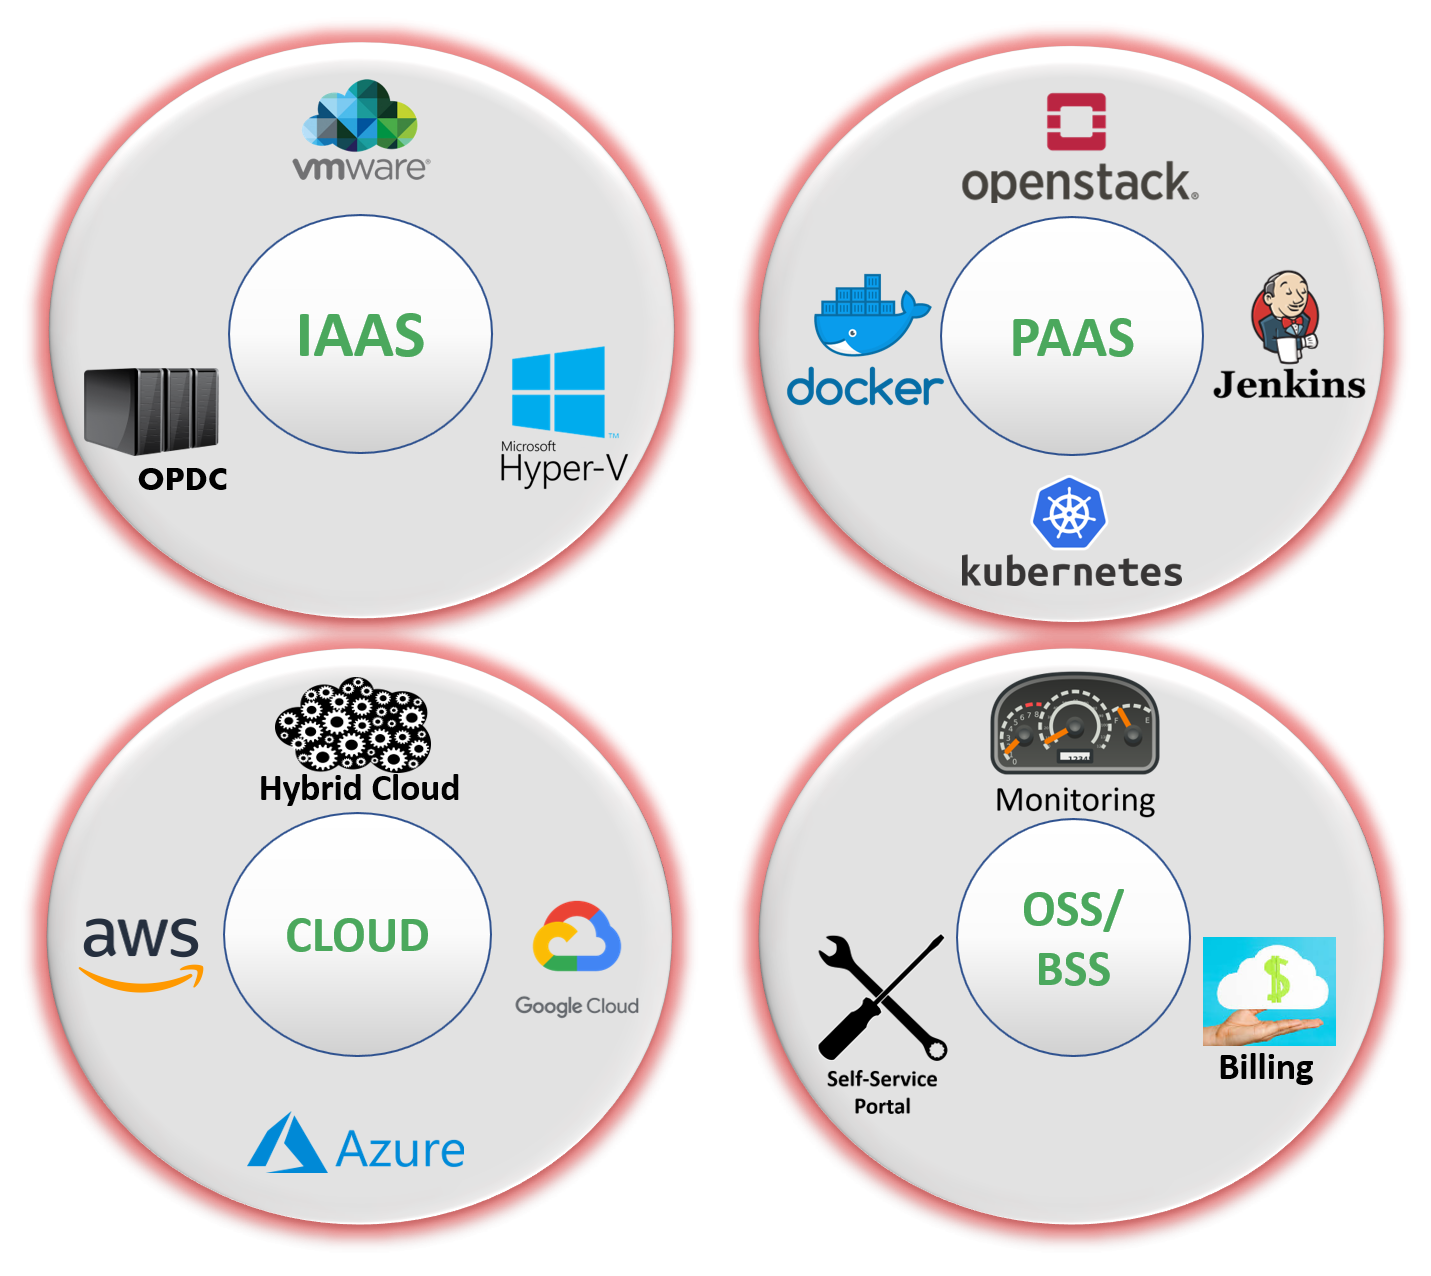 vmware®
IAAS
OPDC
™
Microsoft
Hyper-V
openstack®
docker
PAAS
Jenkins
kubernetes
Hybrid Cloud
aws
CLOUD
Google Cloud
Azure
Monitoring
OSS/
BSS
Self-Service
Portal
$
Billing